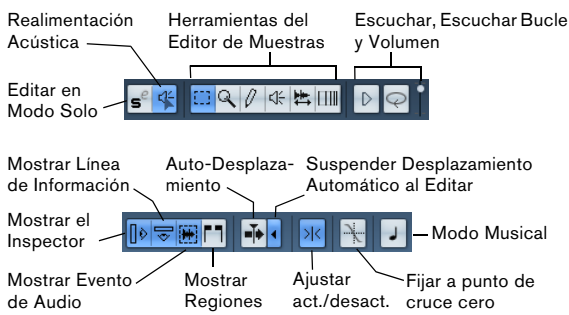 Realimentación
Acústica
Herramientas del
Editor de Muestras
Escuchar, Escuchar Bucle
y Volumen
Editar en
Modo Solo
se
Mostrar Línea
de Información
Auto-Desplaza-
miento
Suspender Desplazamiento
Automático al Editar
Mostrar el
Inspector
Modo Musical
Mostrar Evento
de Audio
Mostrar
Regiones
Ajustar
act./desact.
Fijar a punto de
cruce cero